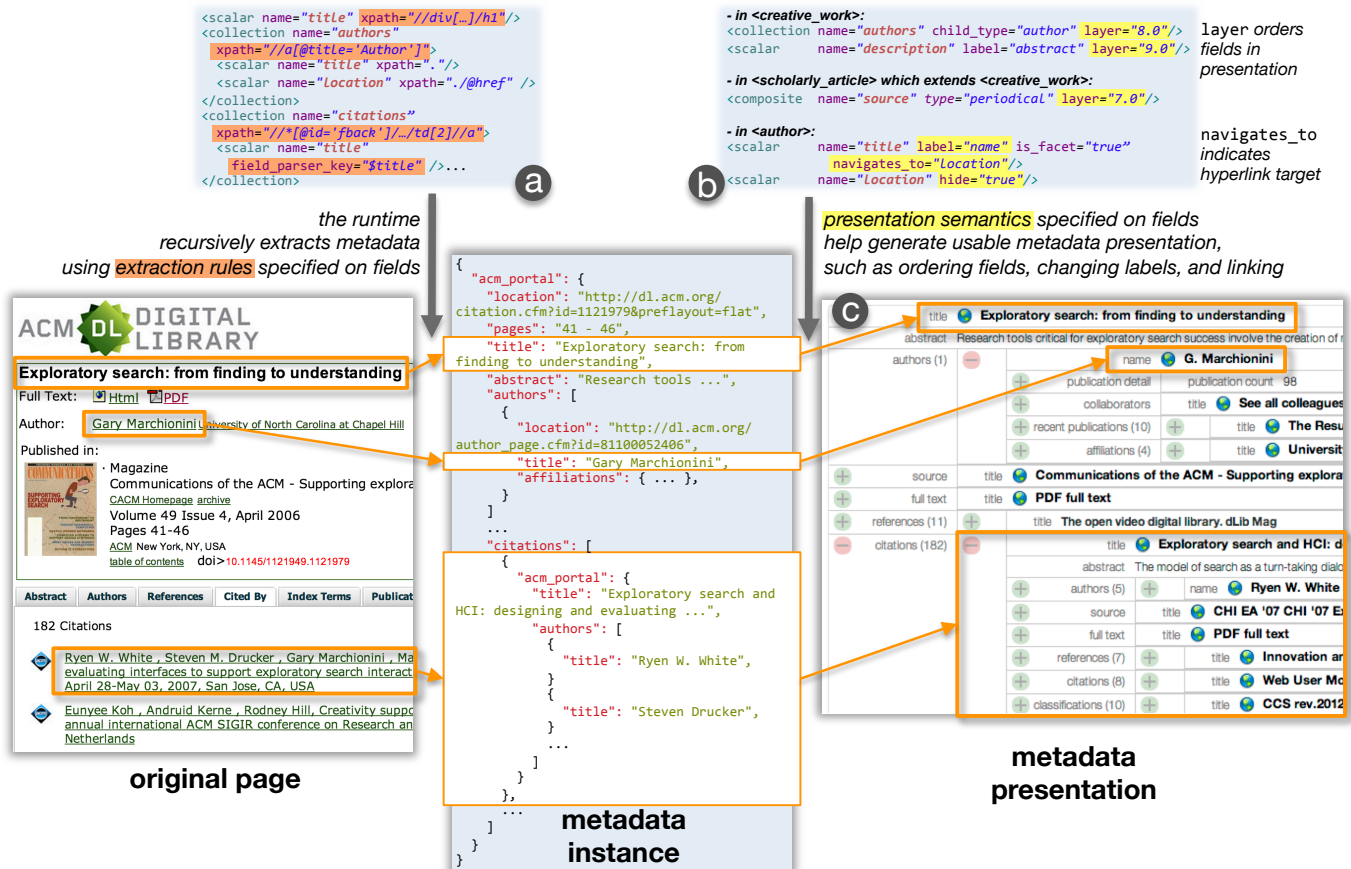 <scalar name="title" xpath="//div[…]/h1"/>
<collection name="authors"
xpath="//a[@title='Author']">
<scalar name="title" xpath="."/>
<scalar name="location" xpath="./@href" />
</collection>
<collection name="citations”
xpath="//*[@id='fback']/…/td[2]//a">
<scalar name="title"
field_parser_key="$title" />...
</collection>
a
- in <creative_work>:
<collection name="authors" child_type="author" layer="8.0"/>
<scalar name="description" label="abstract" layer="9.0"/>
- in <scholarly_article> which extends <creative_work>:
<composite name="source" type="periodical" layer="7.0"/>
- in <author>:
<scalar name="title" label="name" is_facet="true”
navigates_to="location"/>
<scalar name="location" hide="true"/>
b
layer orders
fields in
presentation
navigates_to
indicates
hyperlink target
the runtime
recursively extracts metadata
using extraction rules specified on fields
presentation semantics specified on fields
help generate usable metadata presentation,
such as ordering fields, changing labels, and linking
ACM DL DIGITAL
LIBRARY
Exploratory search: from finding to understanding
Full Text: Html PDF
Author: Gary Marchionini University of North Carolina at Chapel Hill
Published in:
COMMUNICATIONS
SUPPORTING
EXPLORATORY
SEARCH
· Magazine
Communications of the ACM - Supporting explora
CACM Homepage archive
Volume 49 Issue 4, April 2006
Pages 41-46
ACM New York, NY, USA
table of contents doi>10.1145/1121949.1121979
Abstract Authors References Cited By Index Terms Publicat
182 Citations
Ryen W. White , Steven M. Drucker , Gary Marchionini , Ma
evaluating interfaces to support exploratory search interact
April 28-May 03, 2007, San Jose, CA, USA
Eunyee Koh , Andruid Kerne , Rodney Hill, Creativity suppo
annual international ACM SIGIR conference on Research an
Netherlands
original page
{
"acm_portal": {
"location": "http://dl.acm.org/
citation.cfm?id=1121979&preflayout=flat",
"pages": "41 - 46",
"title": "Exploratory search: from
finding to understanding",
"abstract": "Research tools ...",
"authors": [
{
"location": "http://dl.acm.org/
author_page.cfm?id=81100052406",
"title": "Gary Marchionini",
"affiliations": { ... },
}
]
...
"citations": [
{
"acm_portal": {
"title": "Exploratory search and
HCI: designing and evaluating ...",
"authors": [
{
"title": "Ryen W. White",
}
{
"title": "Steven Drucker",
}
...
]
}
},
...
]
}
}
metadata
instance
c
title Exploratory search: from finding to understanding
abstract Research tools critical for exploratory search success involve the creation of
authors (1) name G. Marchionini
publication detail publication count 98
collaborators title See all colleagues
recent publications (10) title The Resu
affiliations (4) title Universit
source title Communications of the ACM - Supporting explorat
full text title PDF full text
references (11) title The open video digital library. dLib Mag
citations (182) title Exploratory search and HCI: d
abstract The model of search as a turn-taking dialo
authors (5) name Ryen W. White
source title CHI EA '07 CHI '07 Ex
full text title PDF full text
references (7) title Innovation an
citations (8) title Web User Mo
classifications (10) title CCS rev.2012
metadata
presentation